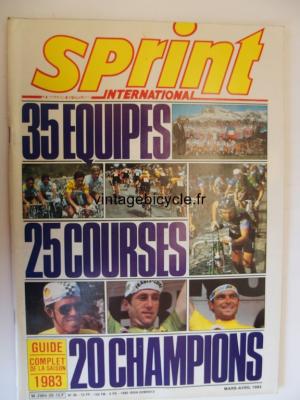 sprint
INTERNATIONAL
35 EQUIPES
vintagebicycle.fr
25 COURSES
GUIDE
COMPLET
DE LA SAISON
1983
20 CHAMPIONS
MARS-AVRIL 1983